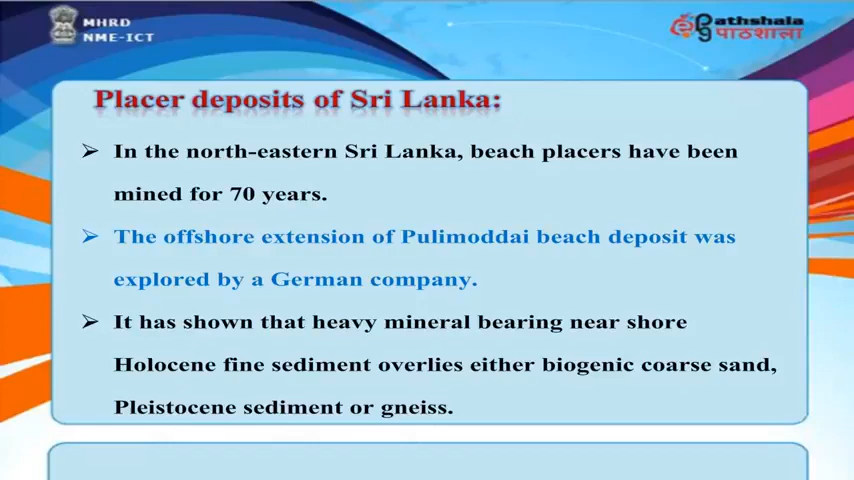 MHRD
NME-ICT
Pathshala
पाठशाला
Placer deposits of Sri Lanka:
➢ In the north-eastern Sri Lanka, beach placers have been
mined for 70 years.
➢ The offshore extension of Pulimoddai beach deposit was
explored by a German company.
➢ It has shown that heavy mineral bearing near shore
Holocene fine sediment overlies either biogenic coarse sand,
Pleistocene sediment or gneiss.